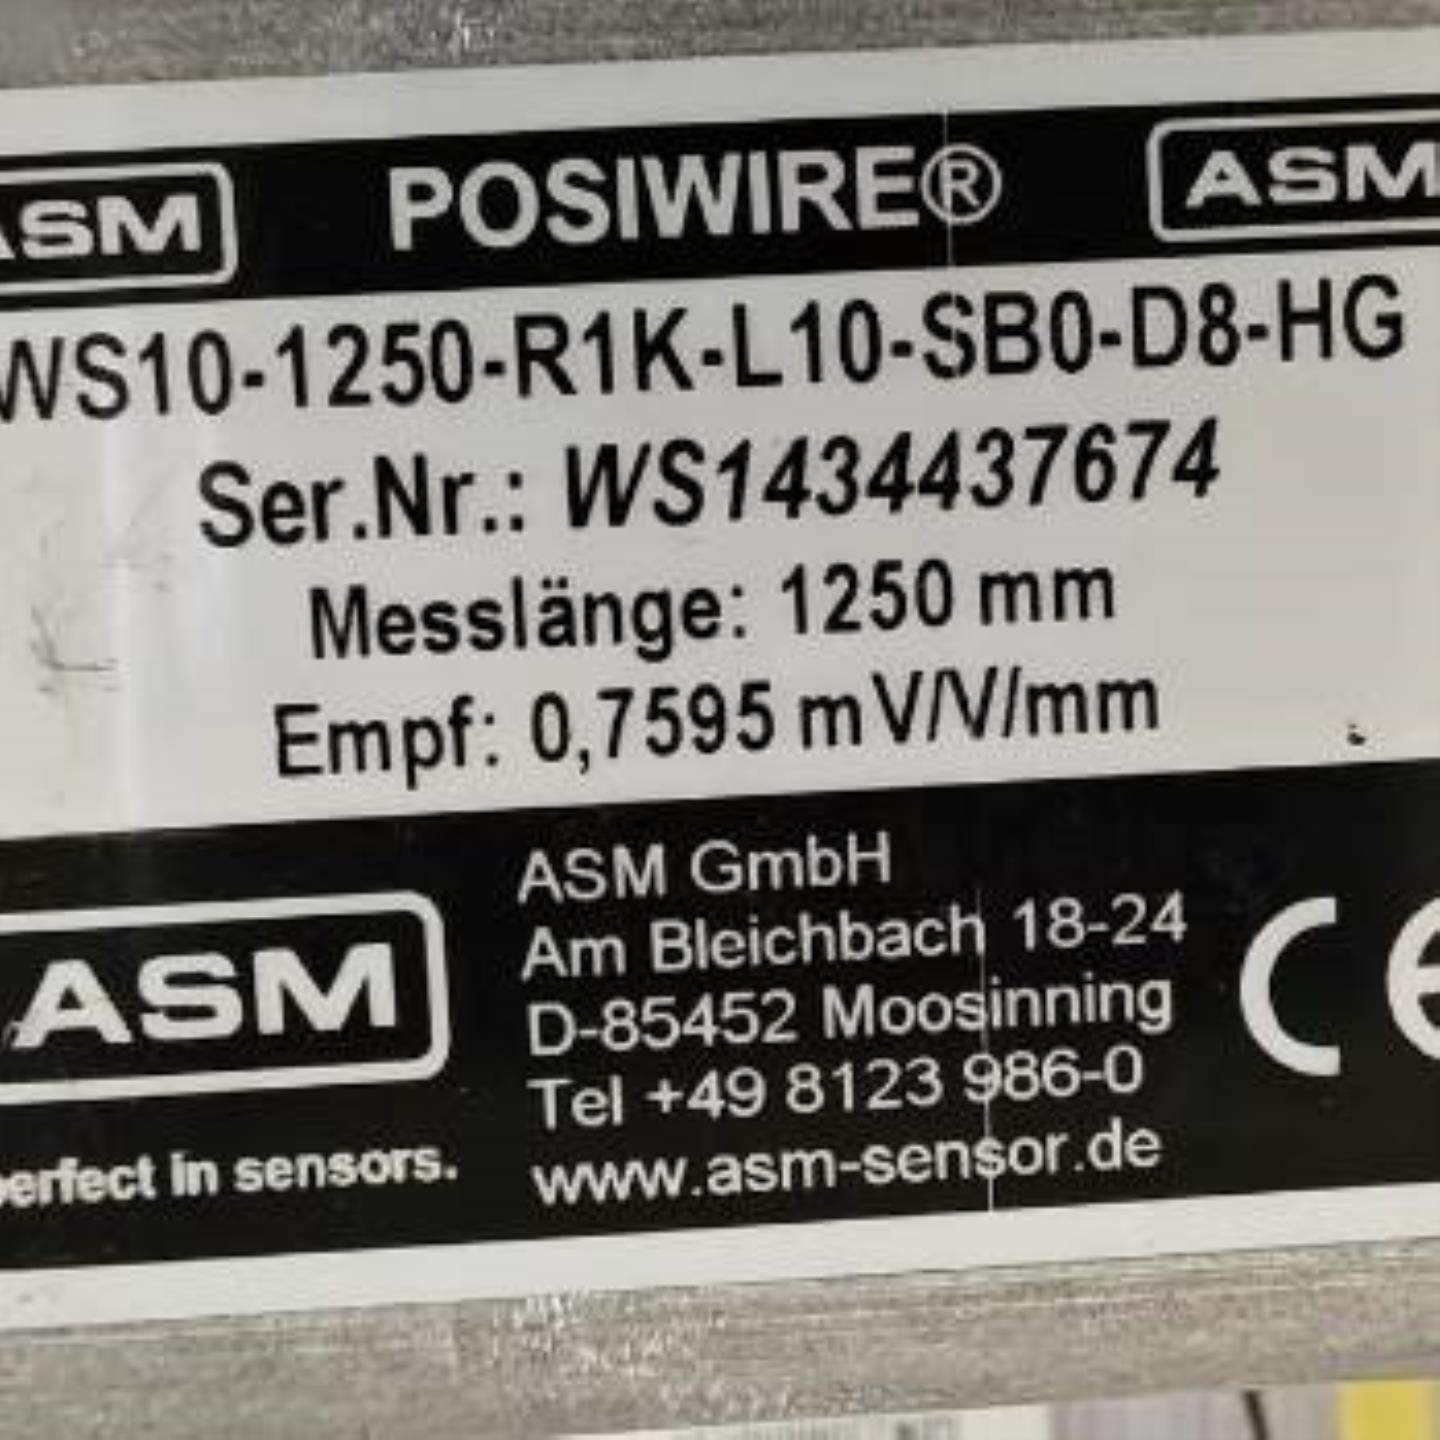 ASM POSIWIRE® ASM
WS10-1250-R1K-L10-SB0-D8-HG
Ser.Nr.: WS1434437674
Messlänge: 1250 mm
Empf: 0,7595 mV/V/mm
ASM
perfect in sensors.
ASM GmbH
Am Bleichbach 18-24
D-85452 Moosinning
Tel +49 8123 986-0
www.asm-sensor.de
CE